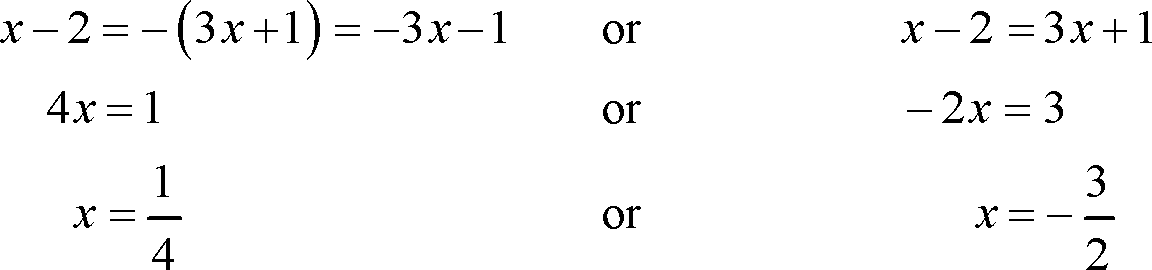 x − 2 = −(3x+1) = −3x − 1 or x − 2 = 3x + 1
4x = 1 or −2x = 3
x = 1/4 or x = −3/2